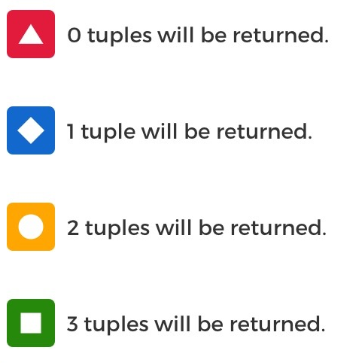 0 tuples will be returned.
1 tuple will be returned.
2 tuples will be returned.
3 tuples will be returned.